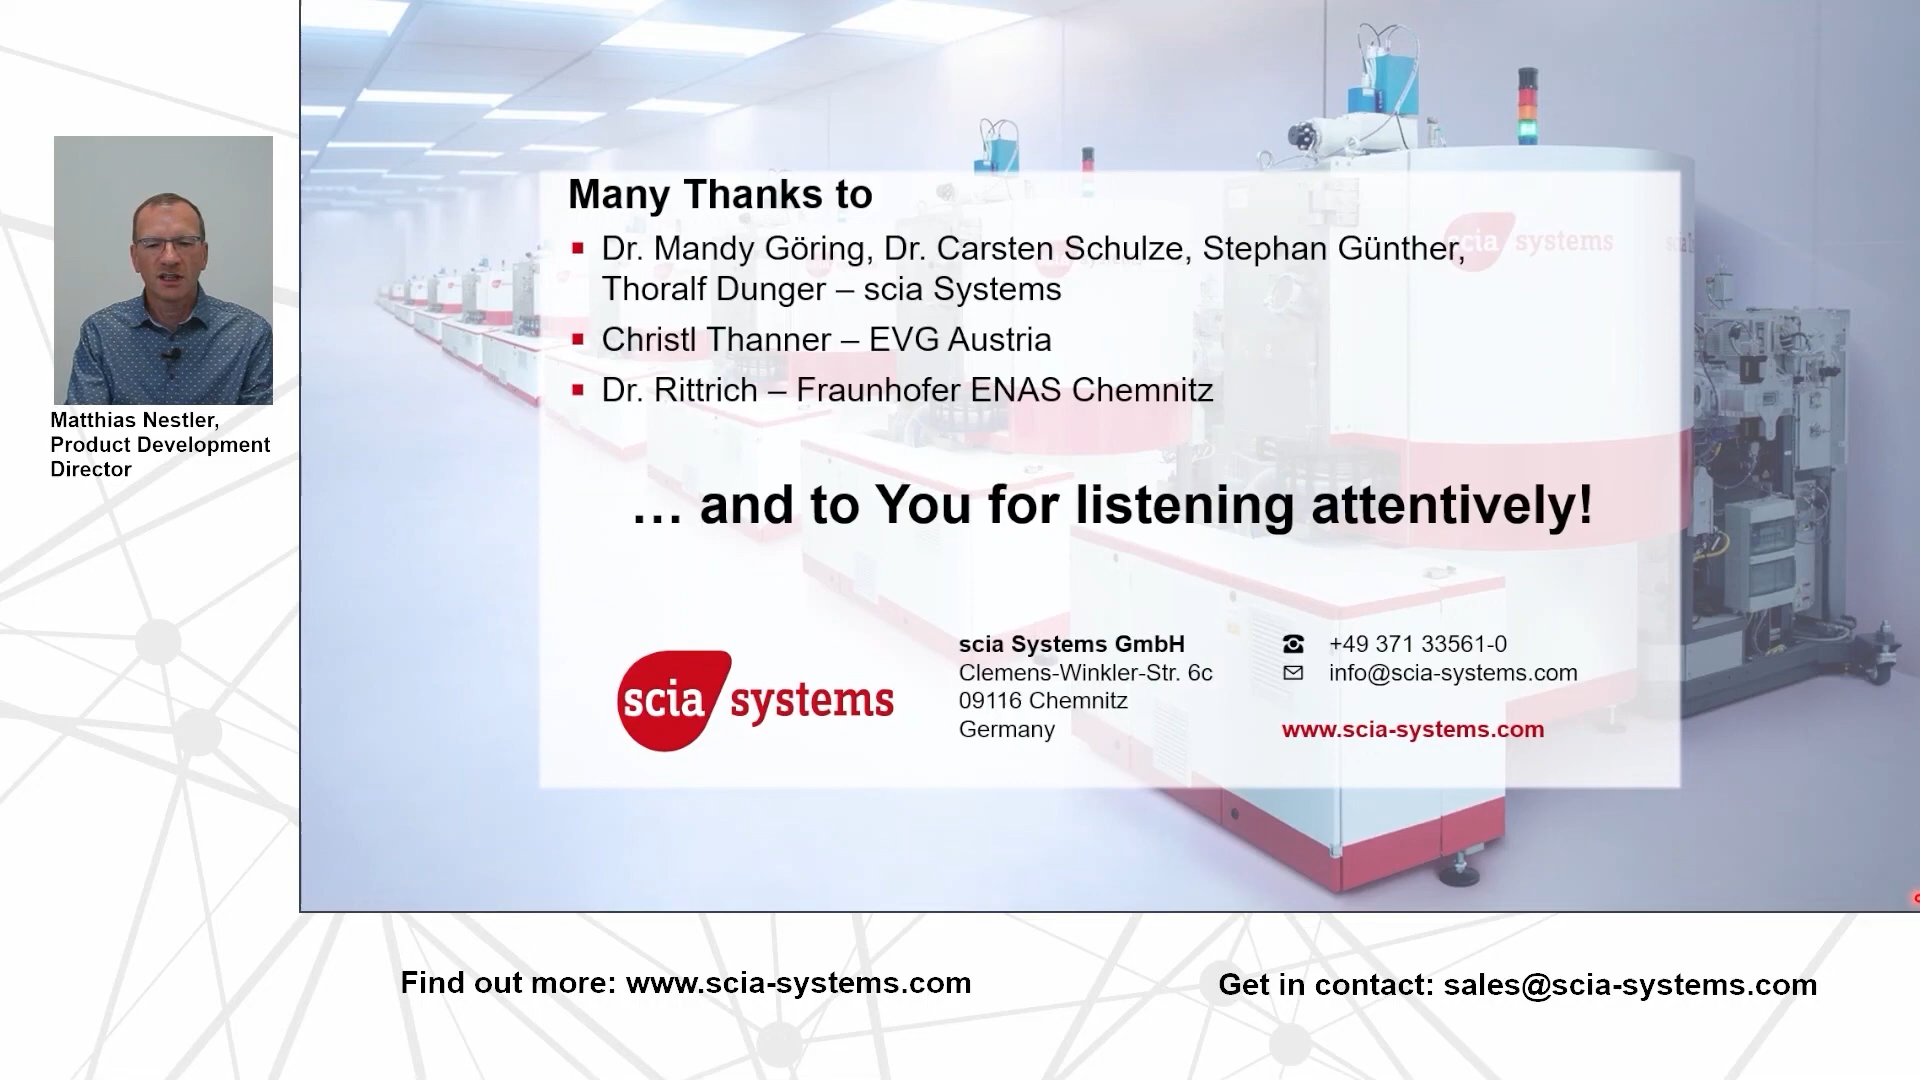 Many Thanks to
Dr. Mandy Göring, Dr. Carsten Schulze, Stephan Günther,
Thoralf Dunger – scia Systems
Christl Thanner – EVG Austria
Dr. Rittrich – Fraunhofer ENAS Chemnitz
… and to You for listening attentively!
scia systems
scia systems
scia Systems GmbH
Clemens-Winkler-Str. 6c
09116 Chemnitz
Germany
+49 371 33561-0
info@scia-systems.com
www.scia-systems.com
Matthias Nestler,
Product Development
Director
Find out more: www.scia-systems.com
Get in contact: sales@scia-systems.com